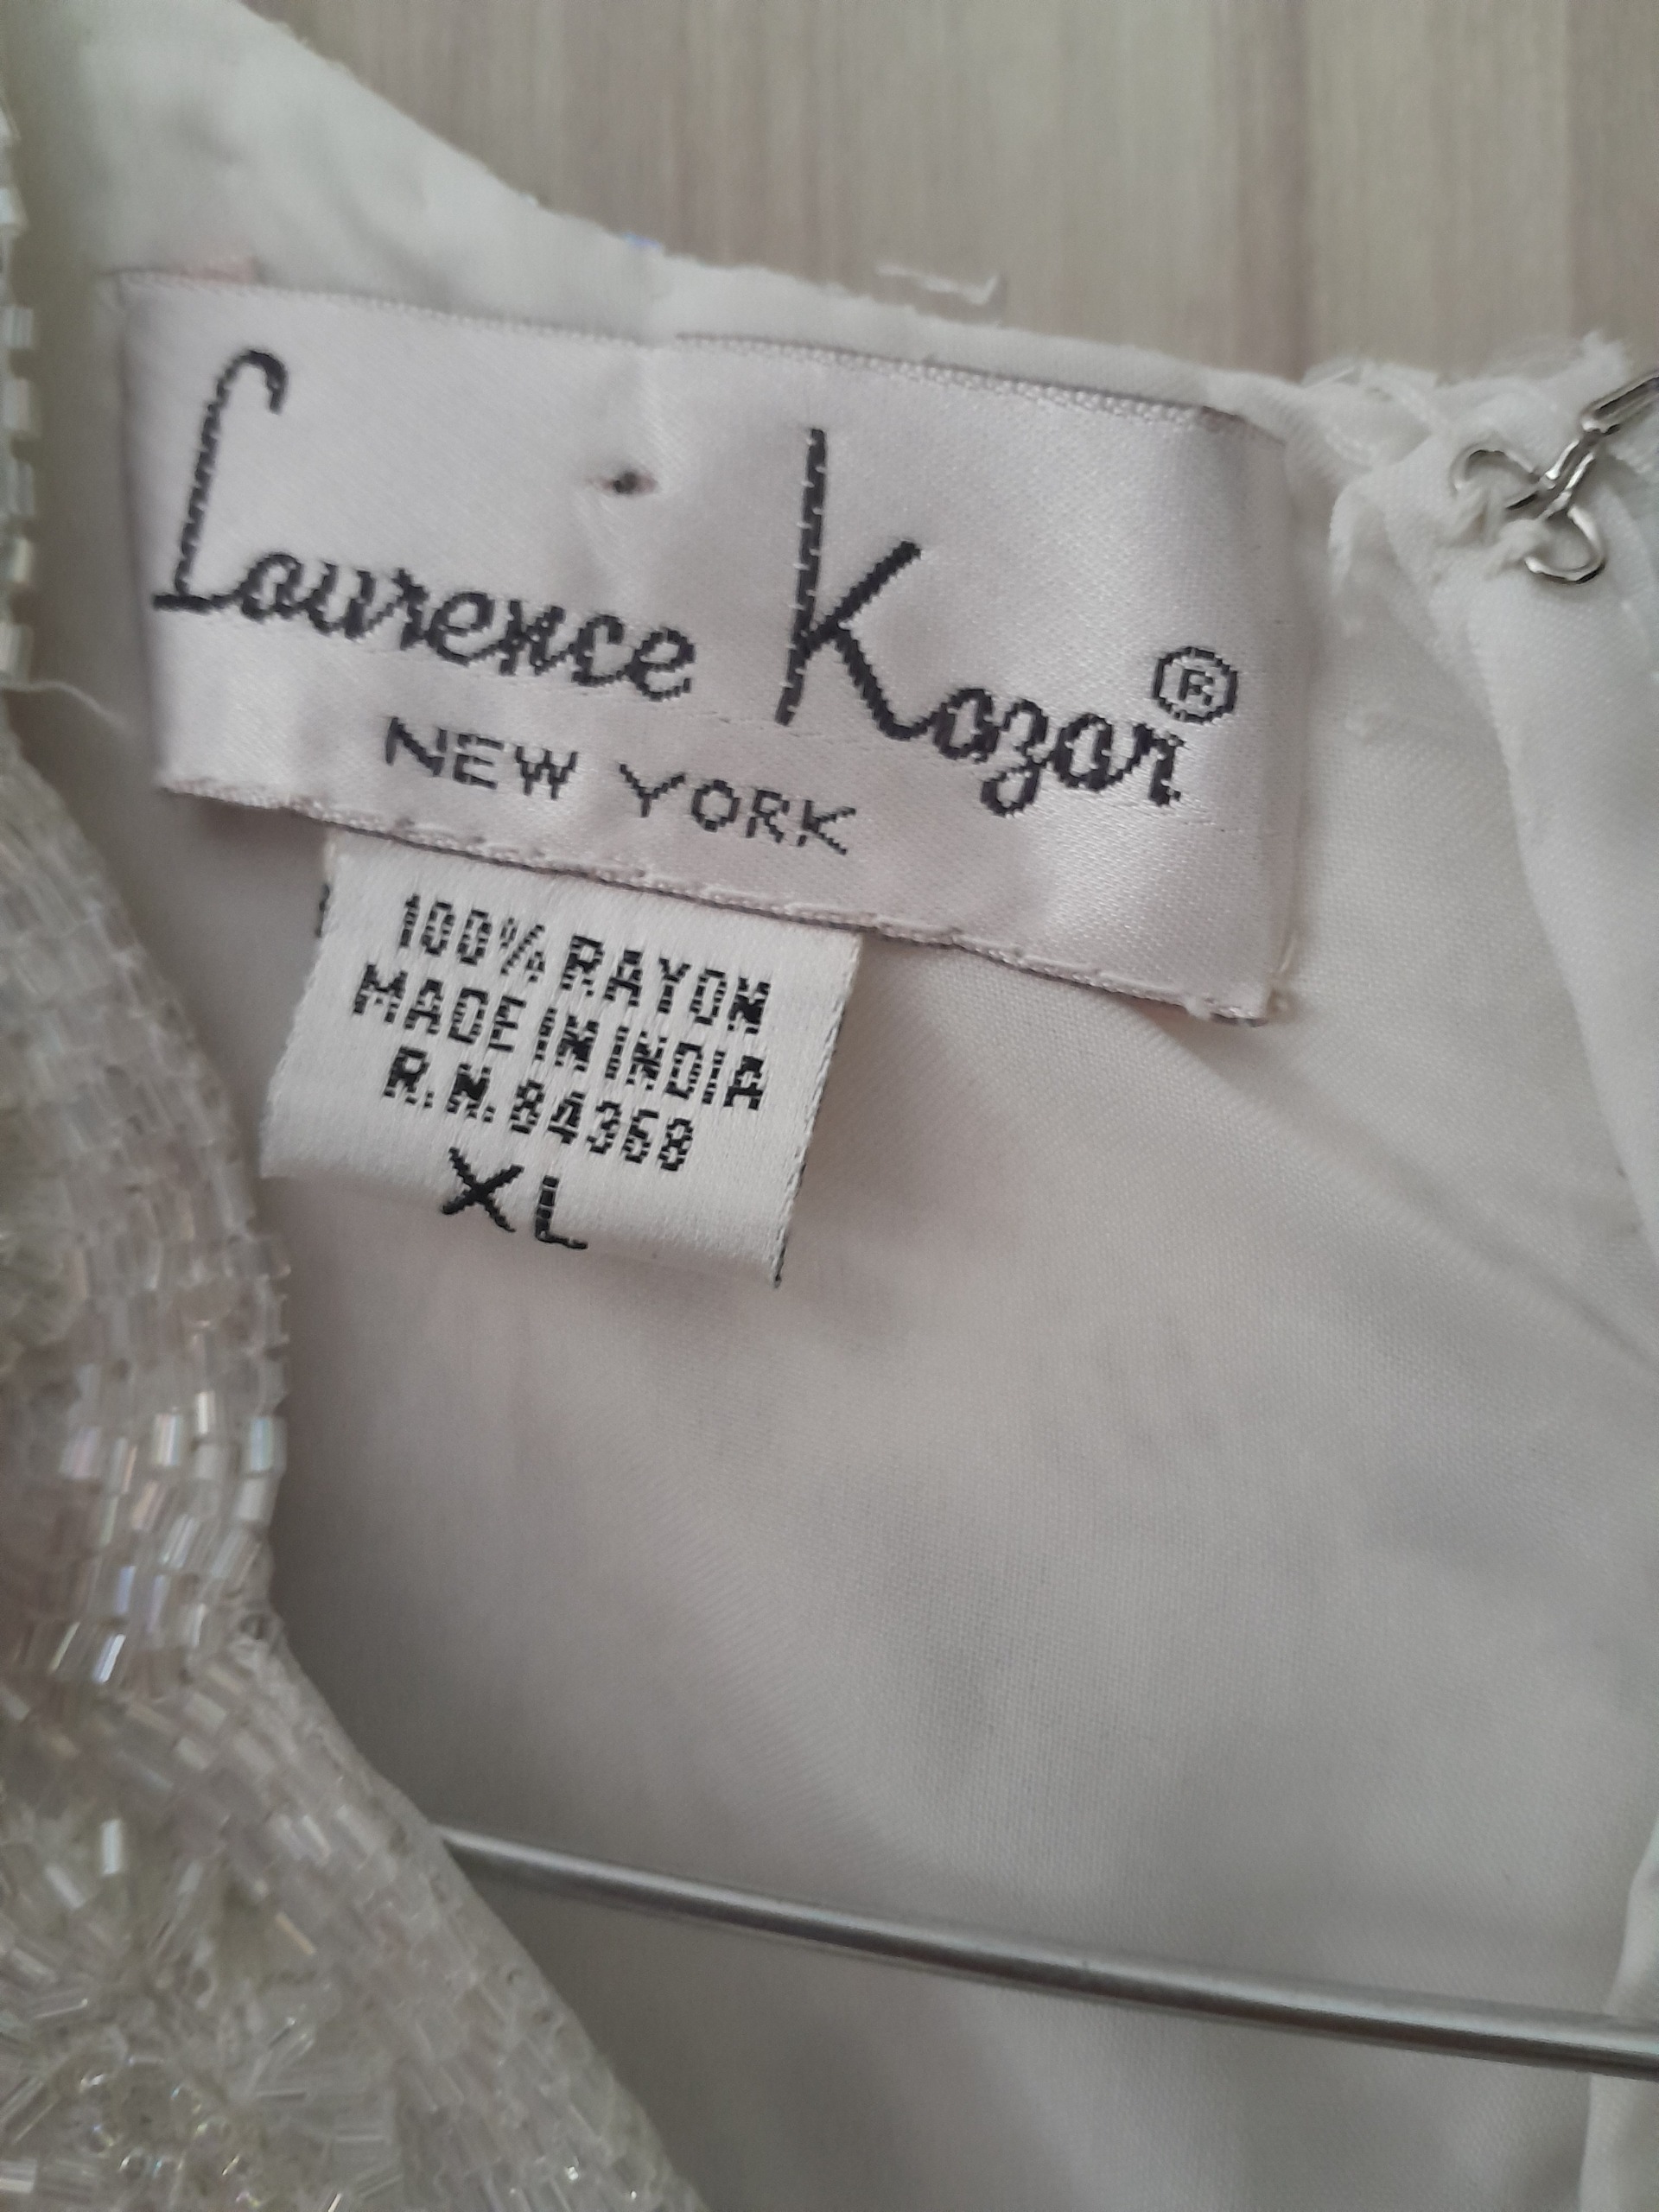 Laurence Kazar®
NEW YORK
100% RAYON
MADE IN INDIA
R.N. 84358
XL